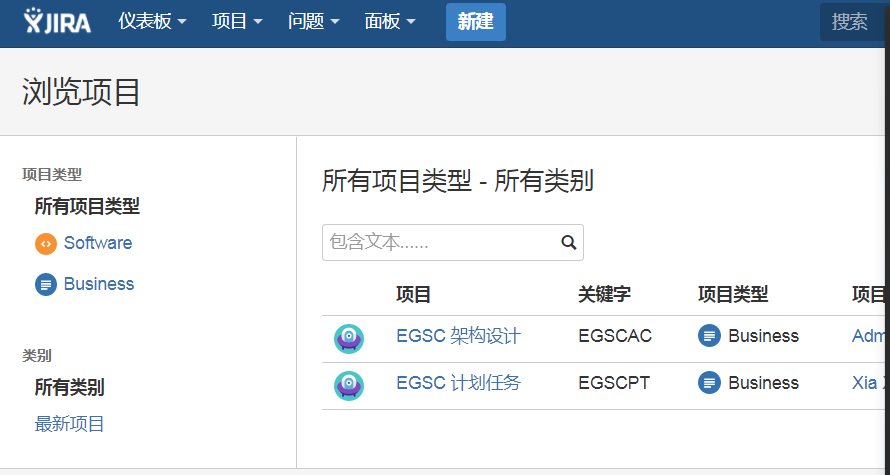 JIRA 仪表板 项目 问题 面板 新建 搜索
浏览项目
项目类型
所有项目类型
Software
Business
类别
所有类别
最新项目
所有项目类型 - 所有类别
包含文本......
项目 关键字 项目类型 项目
EGSC 架构设计 EGSCAC Business Adm
EGSC 计划任务 EGSCPT Business Xia